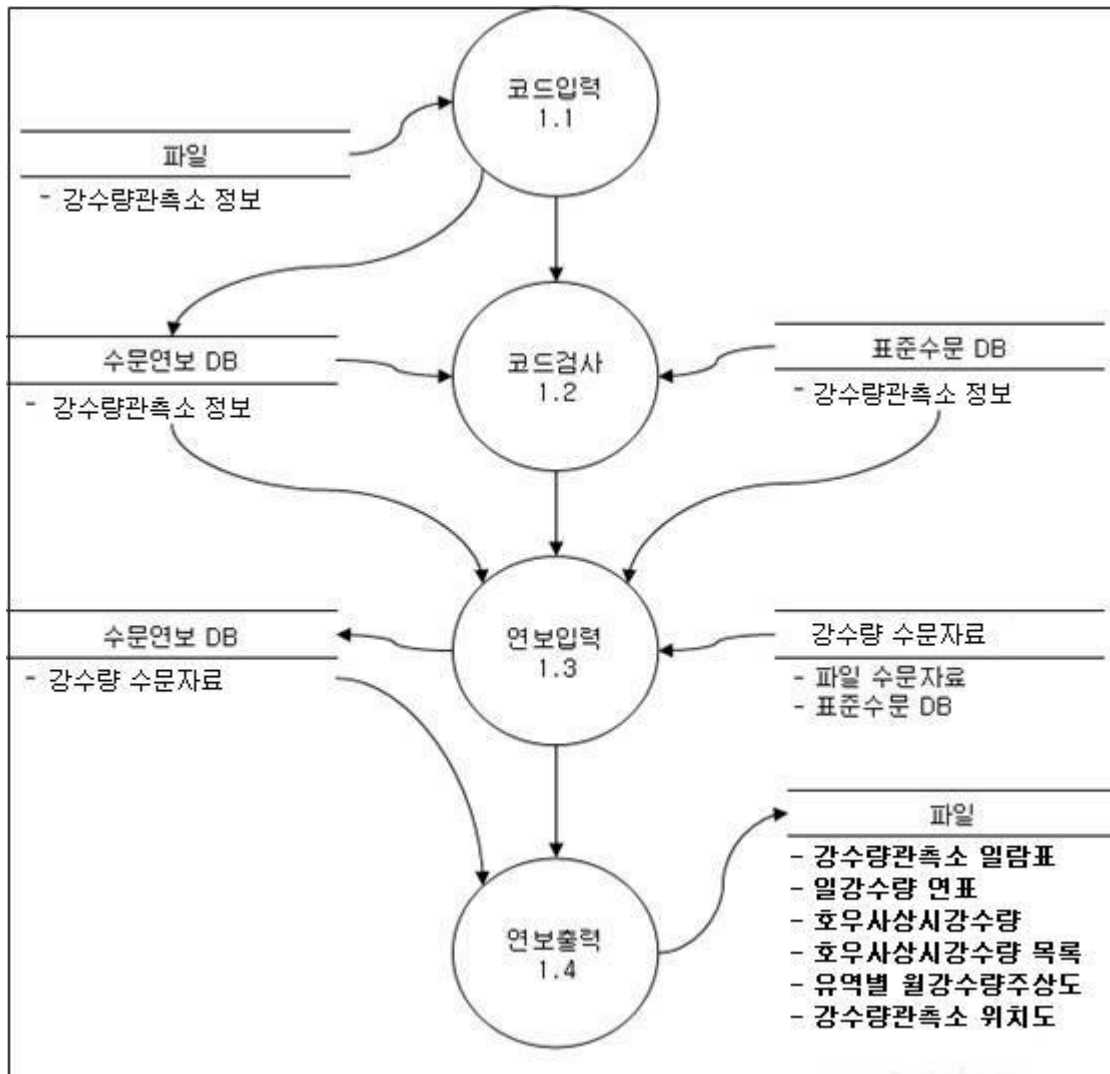 코드입력
1.1
파일
- 강수량관측소 정보
수문연보 DB
- 강수량관측소 정보
코드검사
1.2
표준수문 DB
- 강수량관측소 정보
수문연보 DB
- 강수량 수문자료
연보입력
1.3
강수량 수문자료
- 파일 수문자료
- 표준수문 DB
연보출력
1.4
파일
- 강수량관측소 일람표
- 일강수량 연표
- 호우사상시강수량
- 호우사상시강수량 목록
- 유역별 월강수량주상도
- 강수량관측소 위치도